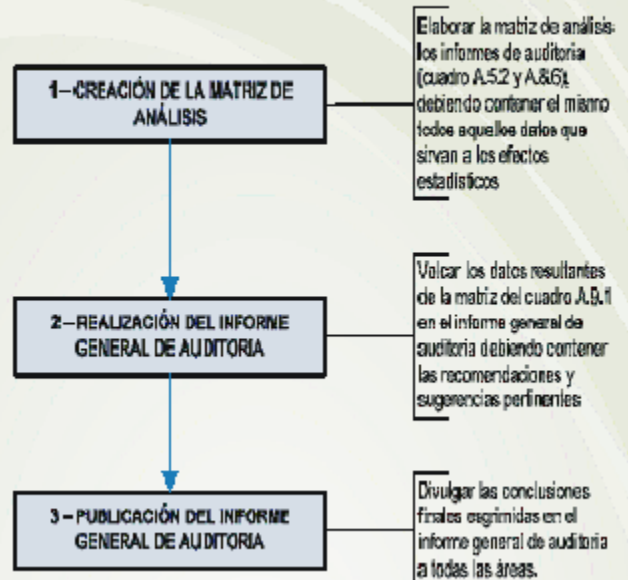 1 – CREACIÓN DE LA MATRIZ DE
ANÁLISIS
Elaborar la matriz de análisis
los informes de auditoria
(cuadro A.5.2 y A.8.6),
debiendo contener el mismo
todos aquellos datos que
sirvan a los efectos
estadísticos
2 – REALIZACIÓN DEL INFORME
GENERAL DE AUDITORIA
Volcar los datos resultantes
de la matriz del cuadro A.9.1
en el informe general de
auditoria debiendo contener
las recomendaciones y
sugerencias pertinentes
3 – PUBLICACIÓN DEL INFORME
GENERAL DE AUDITORIA
Divulgar las conclusiones
finales esgrimidas en el
informe general de auditoria
a todas las áreas.